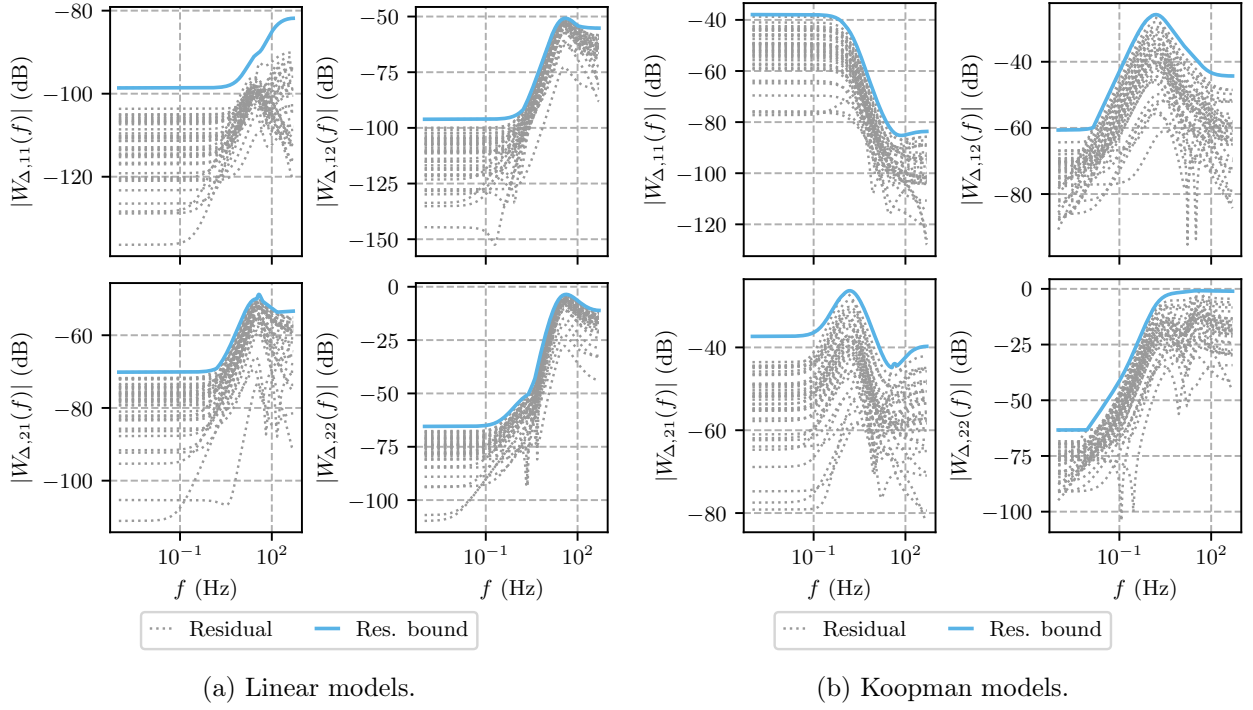 −80
−100
−120
|W_{Δ,11}(f)| (dB)
−50
−75
−100
−125
−150
|W_{Δ,12}(f)| (dB)
−40
−60
−80
−100
−120
|W_{Δ,11}(f)| (dB)
−40
−60
−80
|W_{Δ,12}(f)| (dB)
−60
−80
−100
|W_{Δ,21}(f)| (dB)
10^{−1}
10^{2}
f (Hz)
0
−25
−50
−75
−100
|W_{Δ,22}(f)| (dB)
10^{−1}
10^{2}
f (Hz)
−40
−60
−80
|W_{Δ,21}(f)| (dB)
10^{−1}
10^{2}
f (Hz)
0
−25
−50
−75
−100
|W_{Δ,22}(f)| (dB)
10^{−1}
10^{2}
f (Hz)
Residual Res. bound
Residual Res. bound
(a) Linear models.
(b) Koopman models.